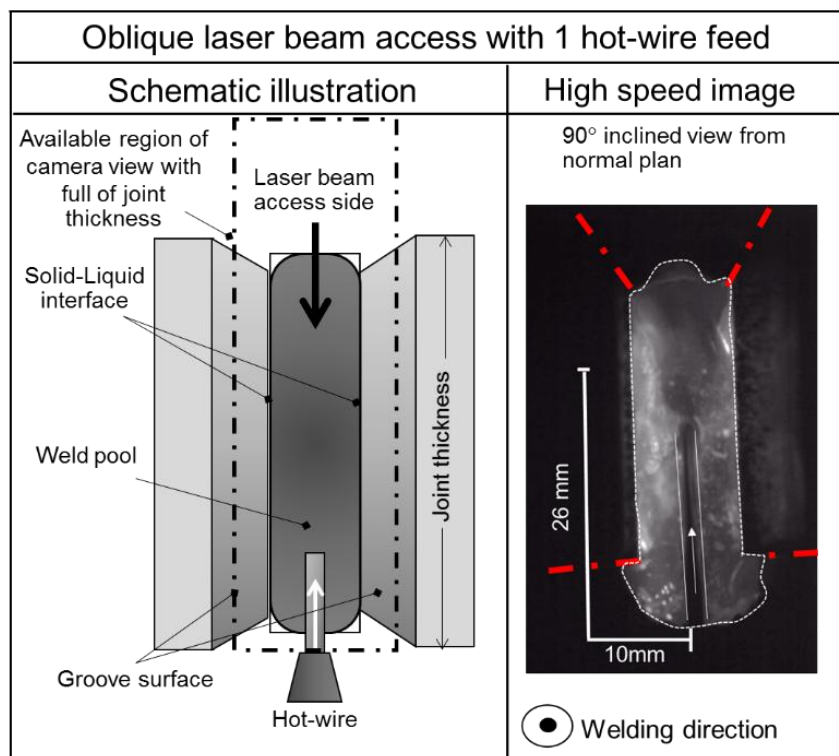 Oblique laser beam access with 1 hot-wire feed
Schematic illustration
High speed image
Available region of
camera view with
full of joint
thickness
Laser beam
access side
Solid-Liquid
interface
Weld pool
Joint thickness
Groove surface
Hot-wire
90° inclined view from
normal plan
26 mm
10mm
Welding direction